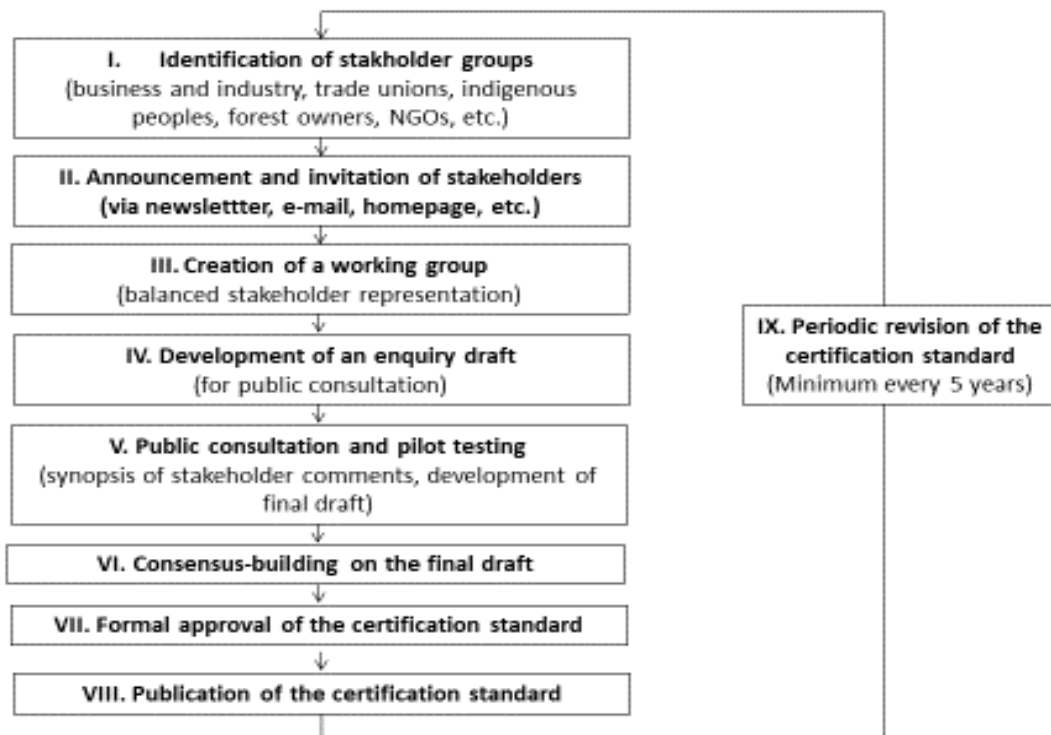 I. Identification of stakholder groups
(business and industry, trade unions, indigenous
peoples, forest owners, NGOs, etc.)
II. Announcement and invitation of stakeholders
(via newslettter, e-mail, homepage, etc.)
III. Creation of a working group
(balanced stakeholder representation)
IV. Development of an enquiry draft
(for public consultation)
V. Public consultation and pilot testing
(synopsis of stakeholder comments, development of
final draft)
VI. Consensus-building on the final draft
VII. Formal approval of the certification standard
VIII. Publication of the certification standard
IX. Periodic revision of the
certification standard
(Minimum every 5 years)